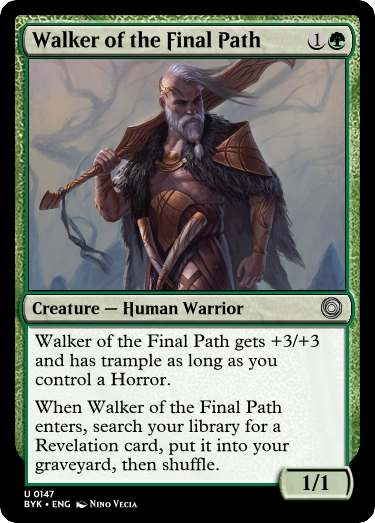 Walker of the Final Path 1
Creature — Human Warrior
Walker of the Final Path gets +3/+3
and has trample as long as you
control a Horror.
When Walker of the Final Path
enters, search your library for a
Revelation card, put it into your
graveyard, then shuffle.
1/1
U 0147
BYK • ENG Nino Vecia